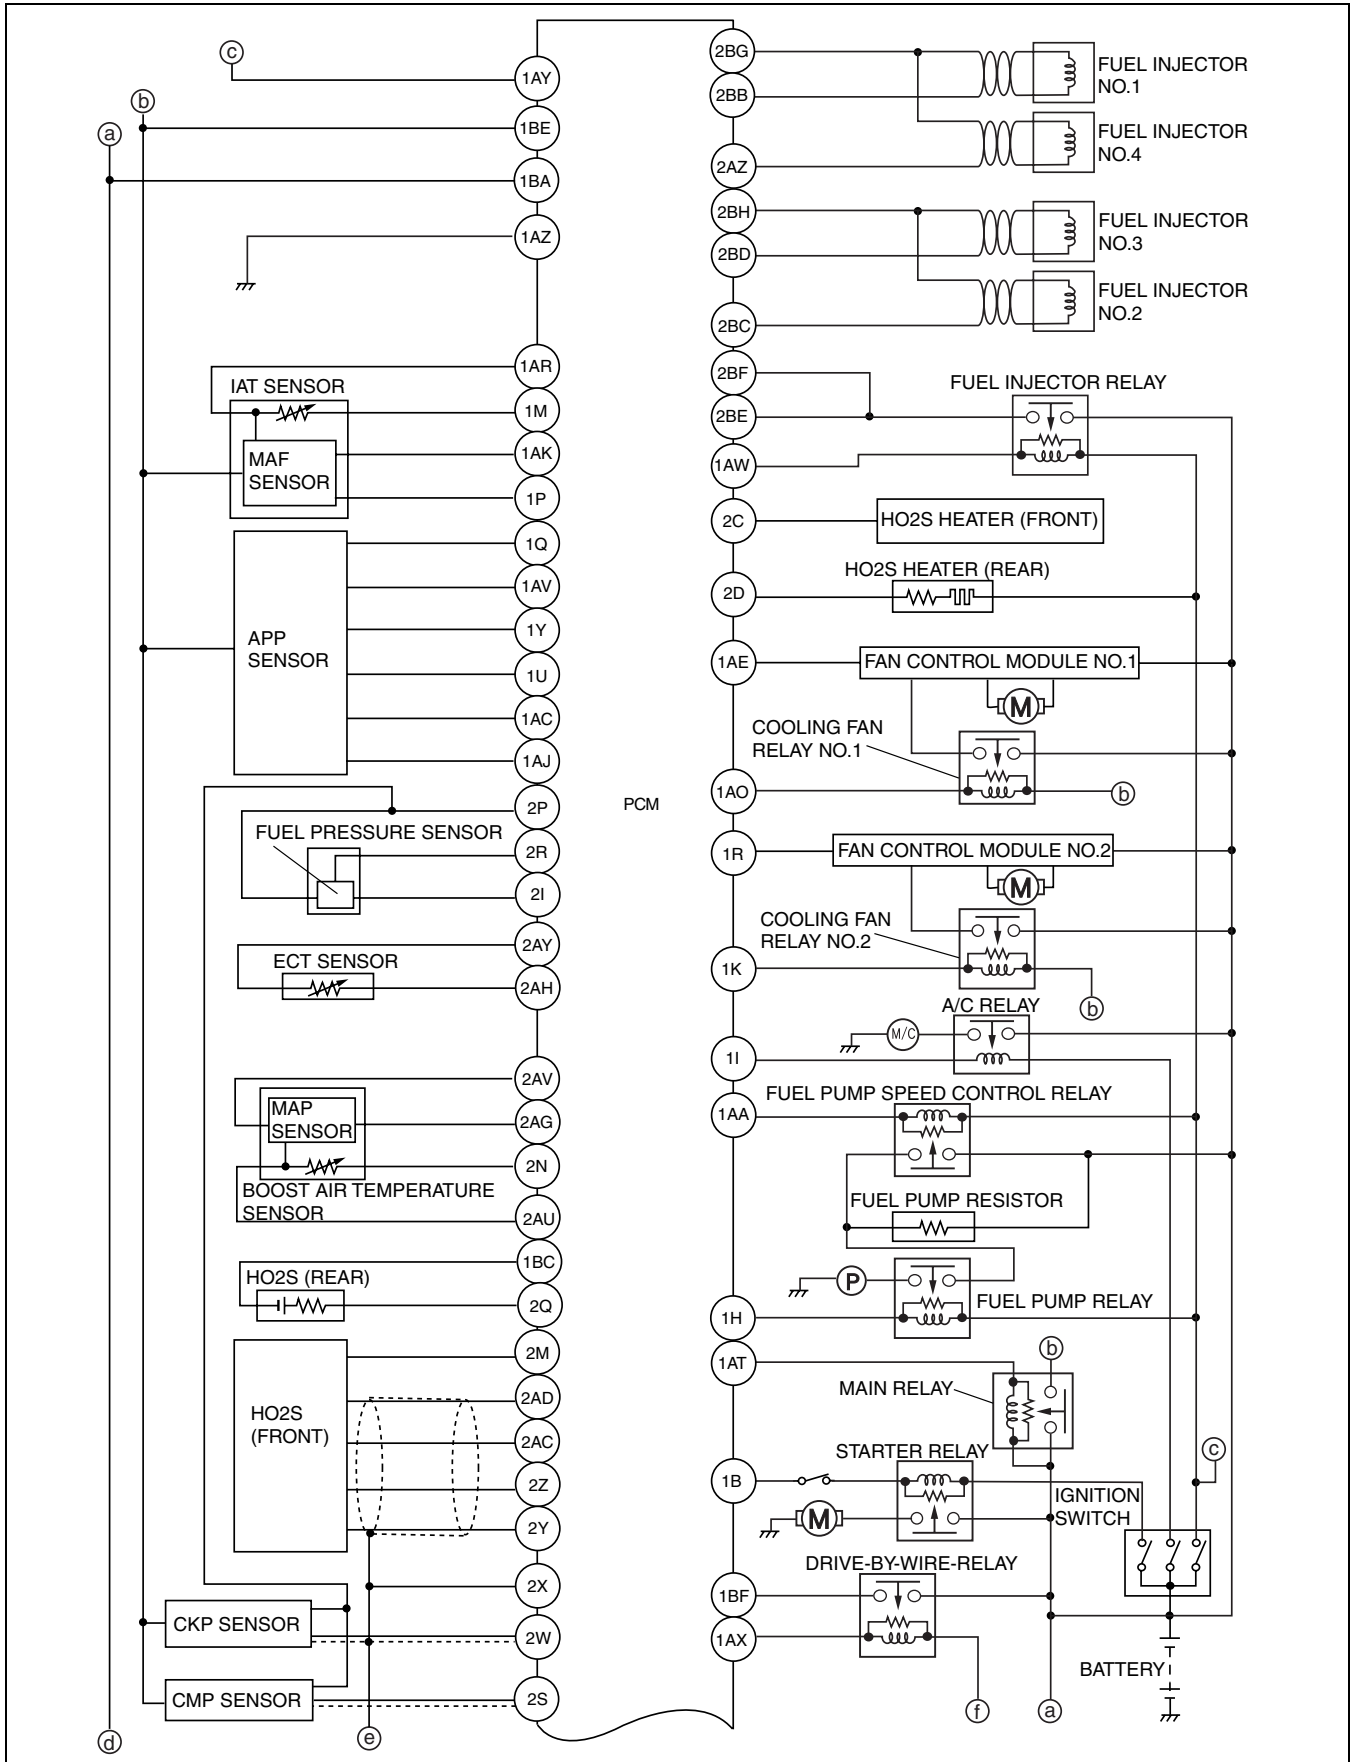 c
1AY
b
1BE
a
1BA
1AZ
1AR
IAT SENSOR
1M
MAF
SENSOR
1AK
1P
1Q
1AV
1Y
APP
SENSOR
1U
1AC
1AJ
2P
FUEL PRESSURE SENSOR
2R
2I
2AY
ECT SENSOR
2AH
2AV
MAP
SENSOR
2AG
2N
BOOST AIR TEMPERATURE
SENSOR
2AU
1BC
HO2S (REAR)
2Q
2M
2AD
HO2S
(FRONT)
2AC
2Z
2Y
2X
CKP SENSOR
2W
CMP SENSOR
2S
d
e
PCM
2BG
FUEL INJECTOR
NO.1
2BB
FUEL INJECTOR
NO.4
2AZ
2BH
FUEL INJECTOR
NO.3
2BD
FUEL INJECTOR
NO.2
2BC
2BF
FUEL INJECTOR RELAY
2BE
1AW
2C
HO2S HEATER (FRONT)
HO2S HEATER (REAR)
2D
1AE
FAN CONTROL MODULE NO.1
M
COOLING FAN
RELAY NO.1
1AO
b
1R
FAN CONTROL MODULE NO.2
M
COOLING FAN
RELAY NO.2
1K
b
A/C RELAY
M/C
1I
FUEL PUMP SPEED CONTROL RELAY
1AA
FUEL PUMP RESISTOR
P
FUEL PUMP RELAY
1H
b
1AT
MAIN RELAY
c
STARTER RELAY
1B
IGNITION
SWITCH
M
DRIVE-BY-WIRE-RELAY
1BF
1AX
BATTERY
f
a